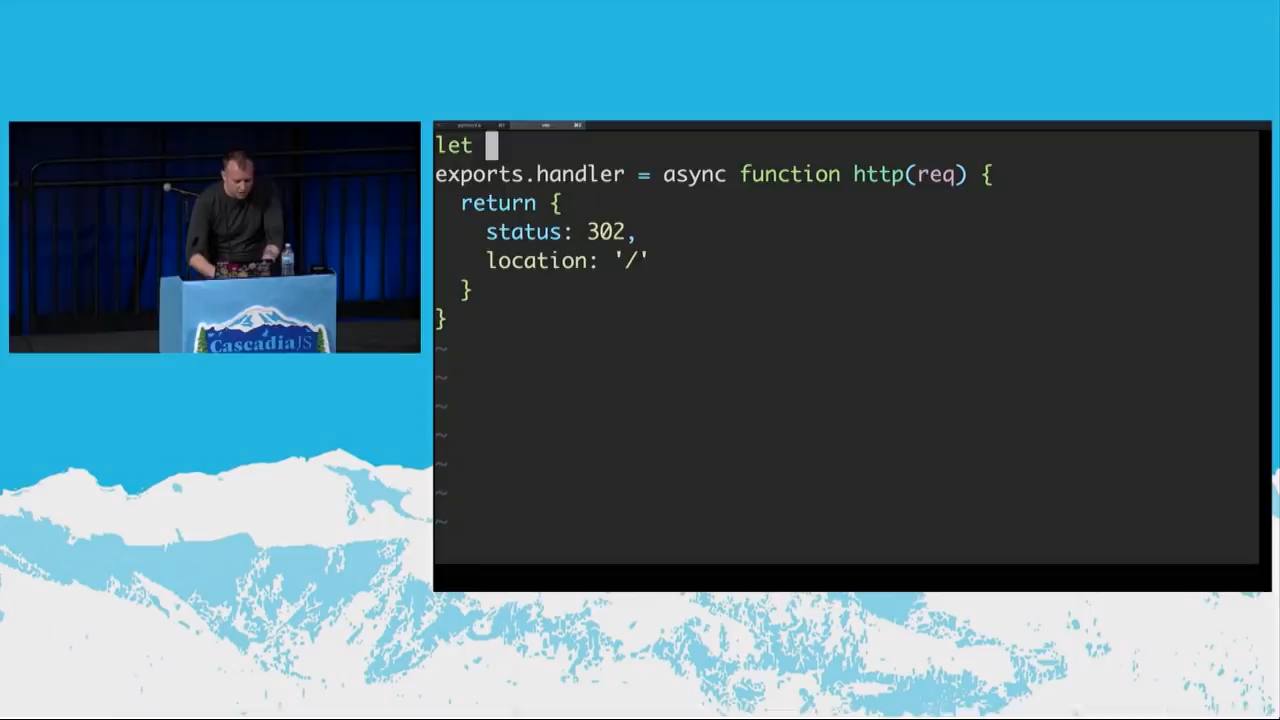 let
exports.handler = async function http(req) {
  return {
    status: 302,
    location: '/'
  }
}
~
~
~
~
~
~
~
CascadiaJS